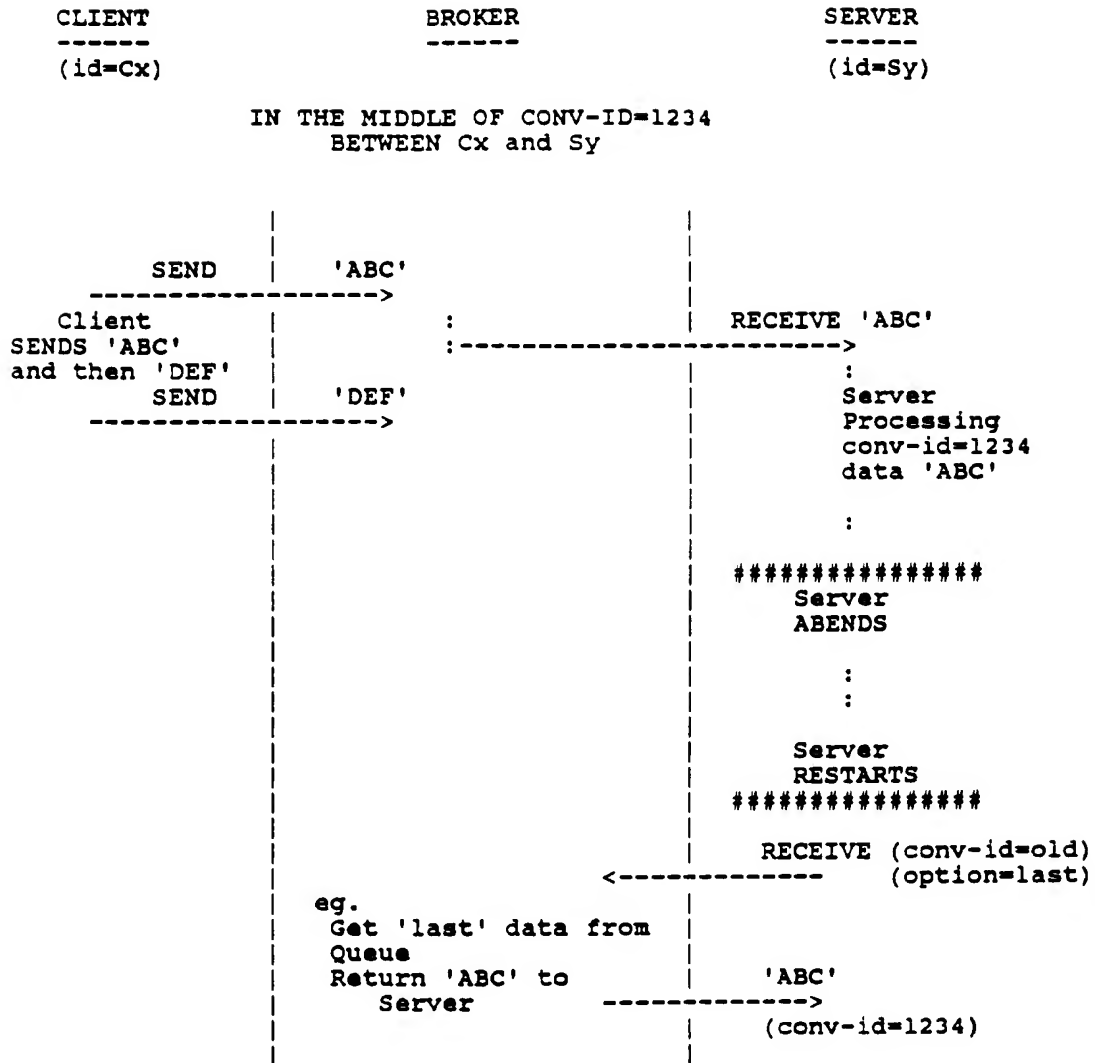 CLIENT BROKER SERVER
------ ------ ------
(id=Cx) (id=Sy)
IN THE MIDDLE OF CONV-ID=1234
BETWEEN Cx and Sy
SEND 'ABC'
Client : RECEIVE 'ABC'
SENDS 'ABC' :------------------------->
and then 'DEF' :
SEND 'DEF' Server
Processing
conv-id=1234
data 'ABC'
:
################
Server
ABENDS
:
:
Server
RESTARTS
################
RECEIVE (conv-id=old)
<-------------- (option=last)
eg.
Get 'last' data from
Queue
Return 'ABC' to 'ABC'
Server -------------->
(conv-id=1234)